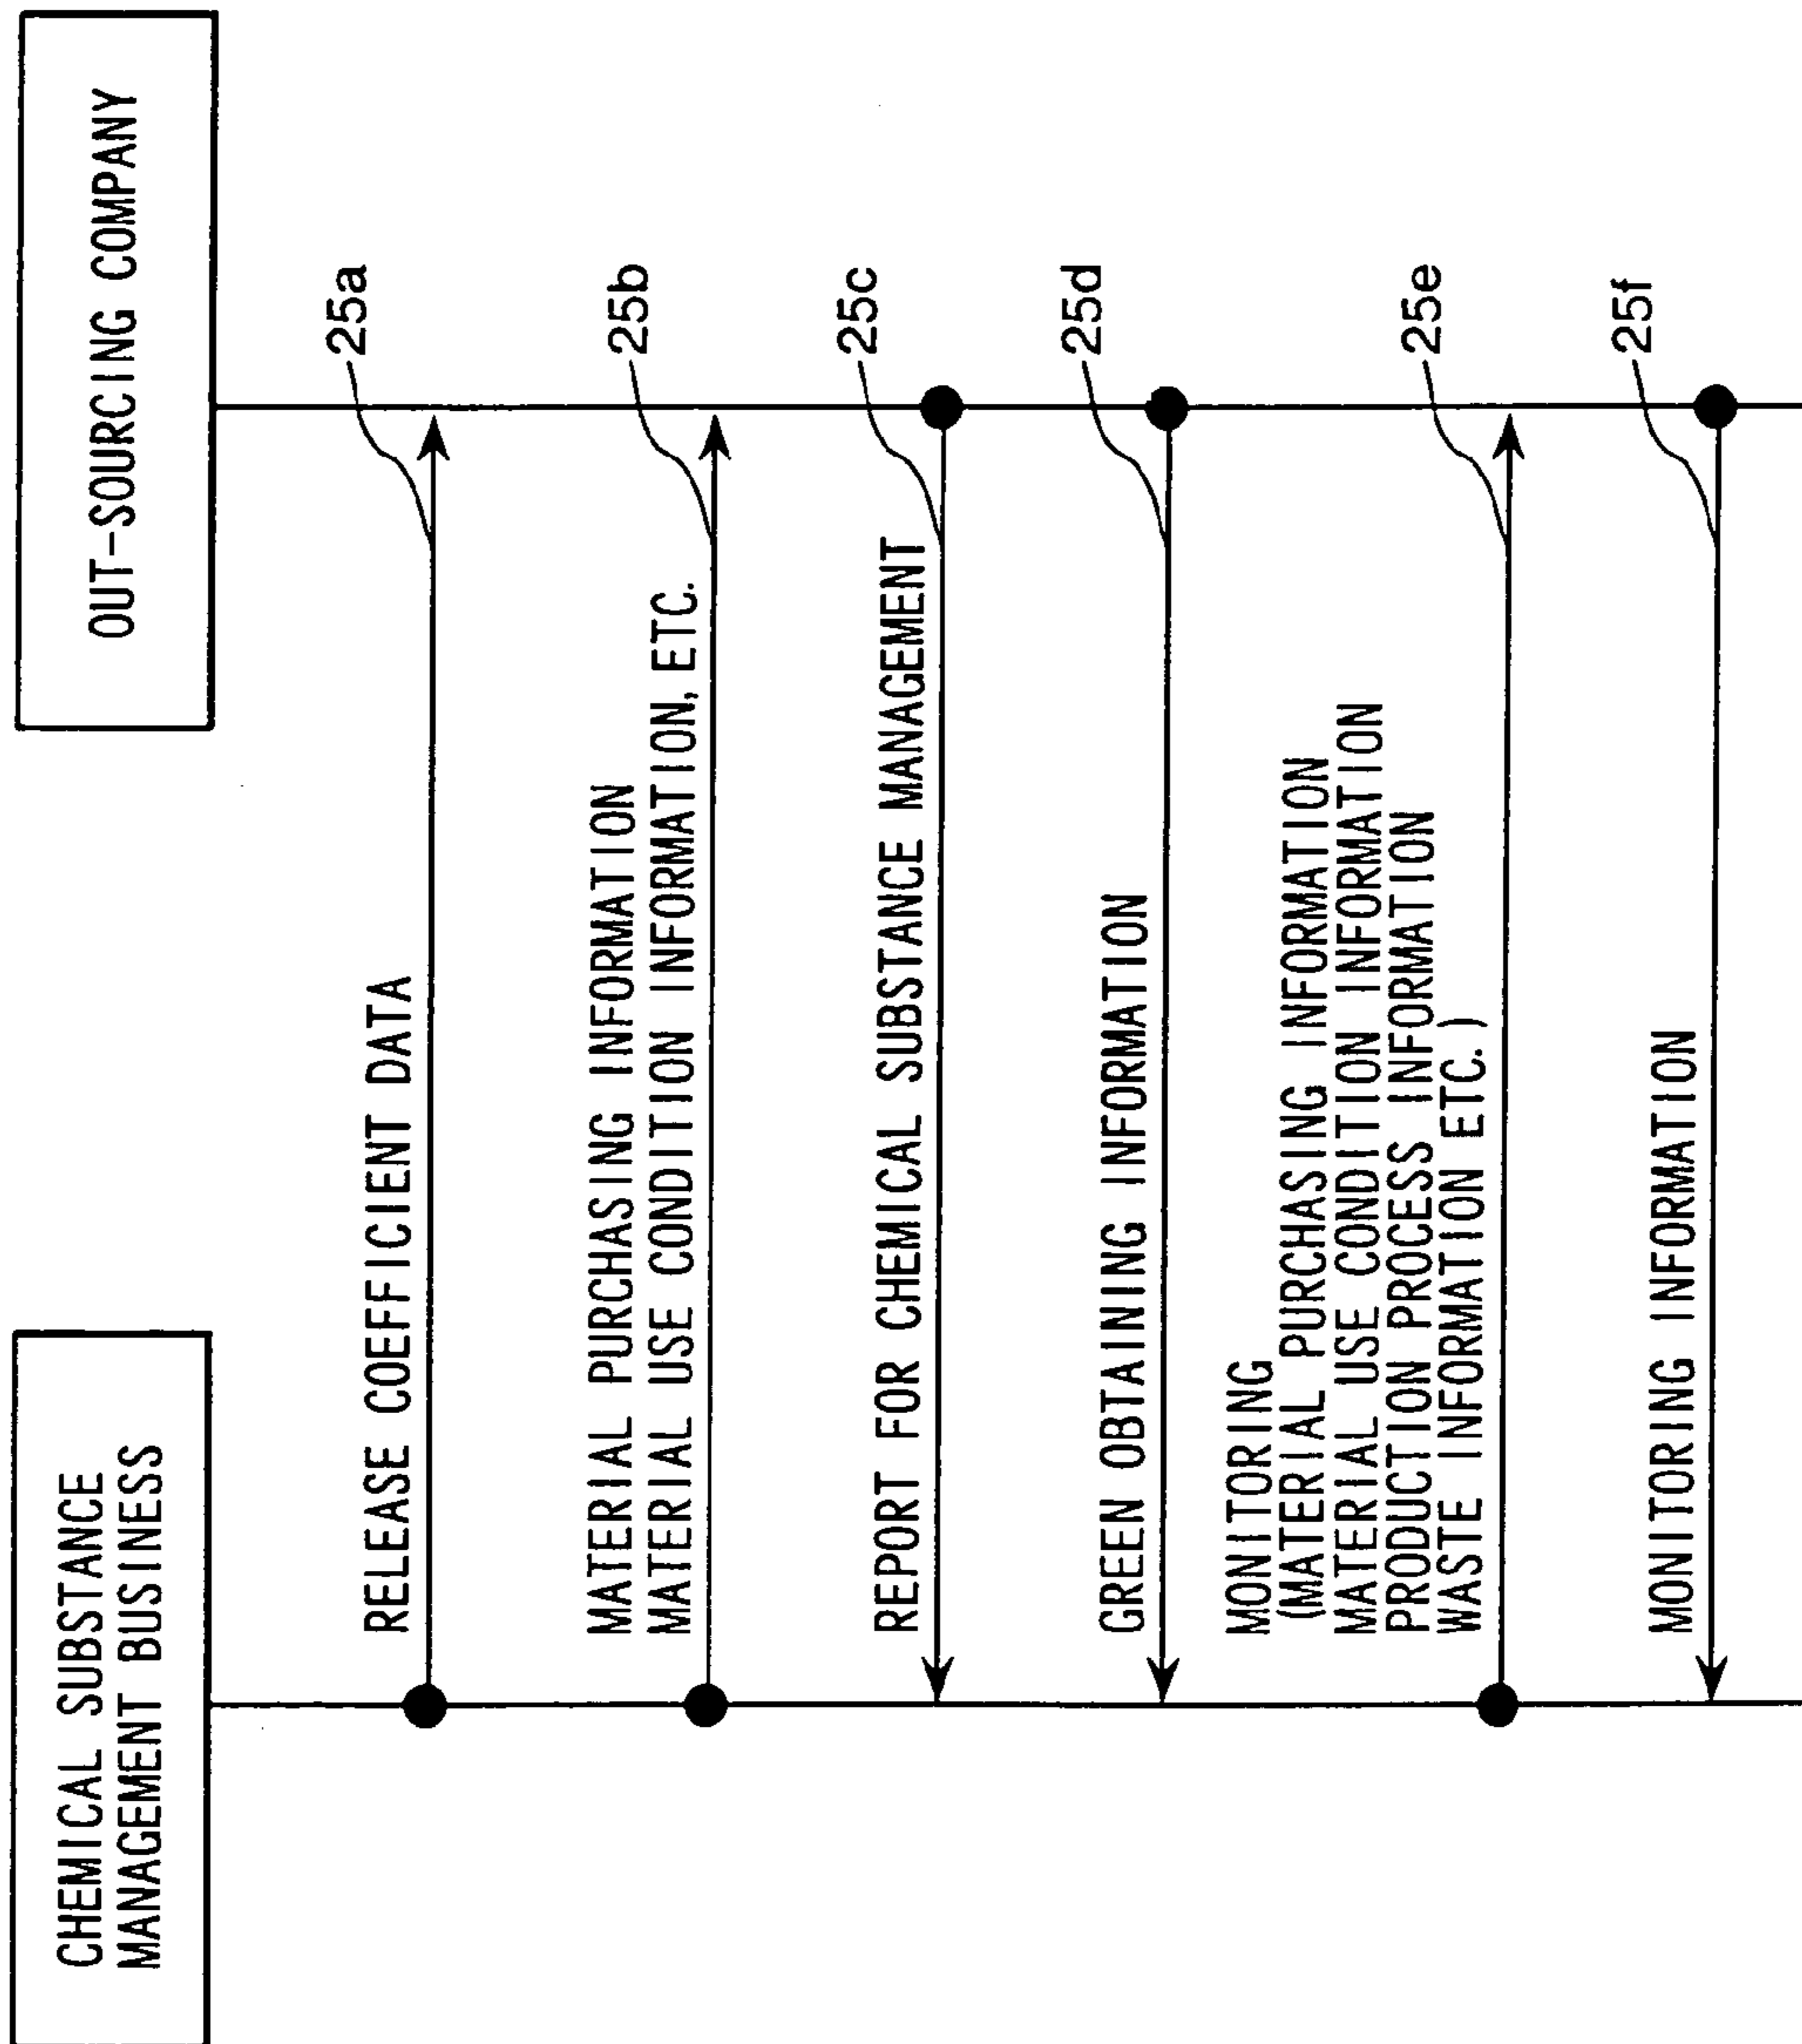 CHEMICAL SUBSTANCE
MANAGEMENT BUSINESS
OUT-SOURCING COMPANY
RELEASE COEFFICIENT DATA
25a
MATERIAL PURCHASING INFORMATION
MATERIAL USE CONDITION INFORMATION, ETC.
25b
REPORT FOR CHEMICAL SUBSTANCE MANAGEMENT
25c
GREEN OBTAINING INFORMATION
25d
MONITORING
(MATERIAL PURCHASING INFORMATION
MATERIAL USE CONDITION INFORMATION
PRODUCTION PROCESS INFORMATION
WASTE INFORMATION ETC.)
25e
MONITORING INFORMATION
25f